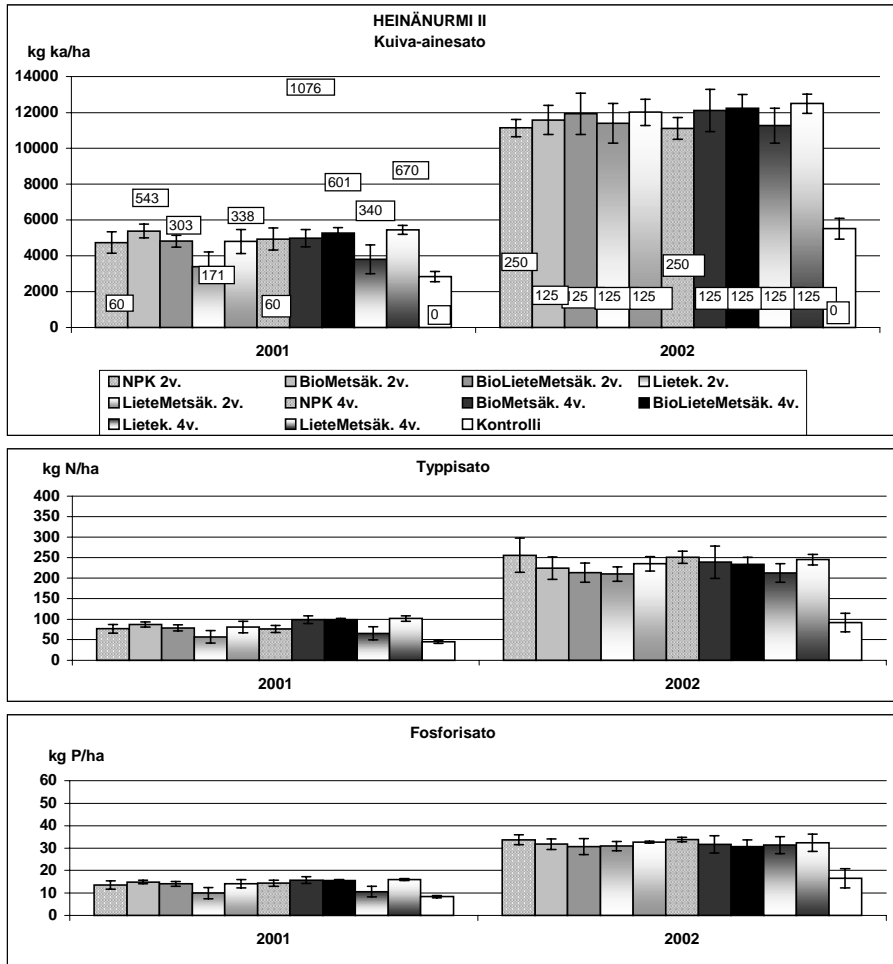 HEINÄNURMI II
Kuiva-ainesato
kg ka/ha
14000
12000
10000
8000
6000
4000
2000
0
60
543
303
171
338
60
1076
601
340
670
0
250
125
125
125
125
250
125
125
125
125
0
2001
2002
NPK 2v.
BioMetsäk. 2v.
BioLieteMetsäk. 2v.
Lietek. 2v.
LieteMetsäk. 2v.
NPK 4v.
BioMetsäk. 4v.
BioLieteMetsäk. 4v.
Lietek. 4v.
LieteMetsäk. 4v.
Kontrolli
Typpisato
kg N/ha
400
350
300
250
200
150
100
50
0
2001
2002
Fosforisato
kg P/ha
60
50
40
30
20
10
0
2001
2002